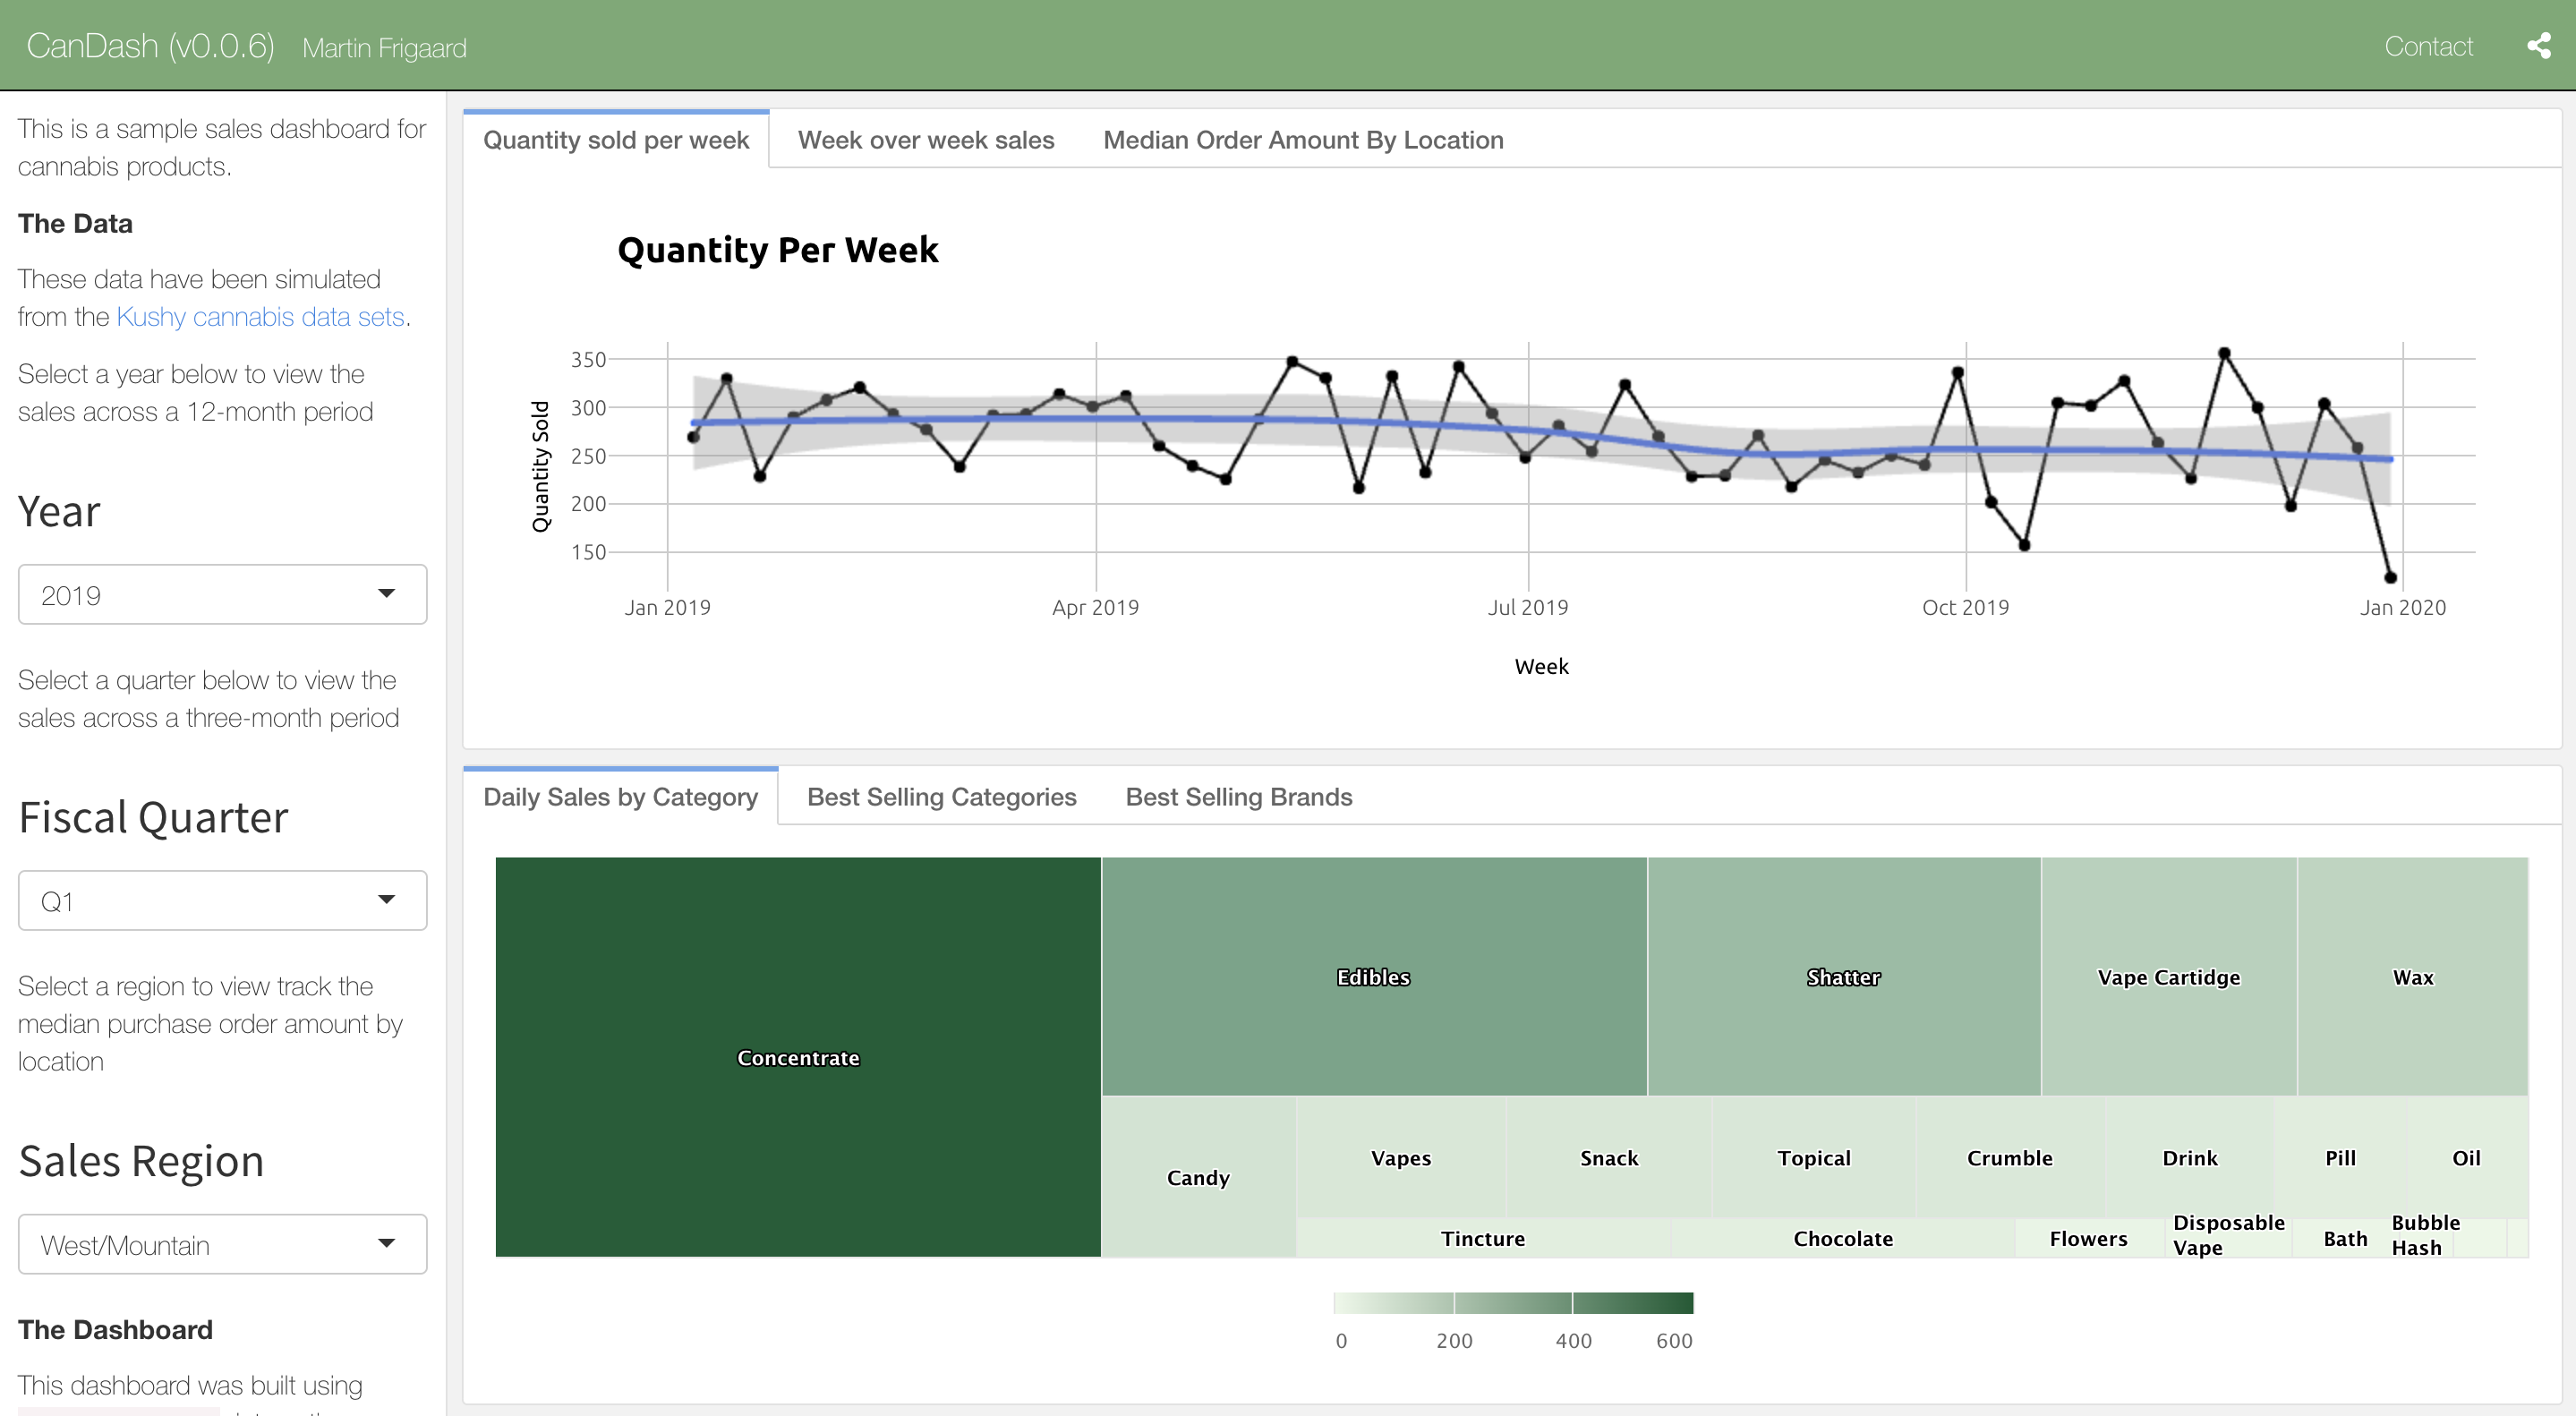 CanDash (v0.0.6) Martin Frigaard
Contact
This is a sample sales dashboard for
cannabis products.
The Data
These data have been simulated
from the Kushy cannabis data sets.
Select a year below to view the
sales across a 12-month period
Year
2019
Select a quarter below to view the
sales across a three-month period
Fiscal Quarter
Q1
Select a region to view track the
median purchase order amount by
location
Sales Region
West/Mountain
The Dashboard
This dashboard was built using
Quantity sold per week Week over week sales Median Order Amount By Location
Quantity Per Week
Quantity Sold
350
300
250
200
150
Jan 2019 Apr 2019 Jul 2019 Oct 2019 Jan 2020
Week
Daily Sales by Category Best Selling Categories Best Selling Brands
Concentrate
Edibles
Shatter
Vape Cartidge
Wax
Candy
Vapes
Snack
Topical
Crumble
Drink
Pill
Oil
Tincture
Chocolate
Flowers
Disposable
Vape
Bath
Bubble
Hash
0 200 400 600